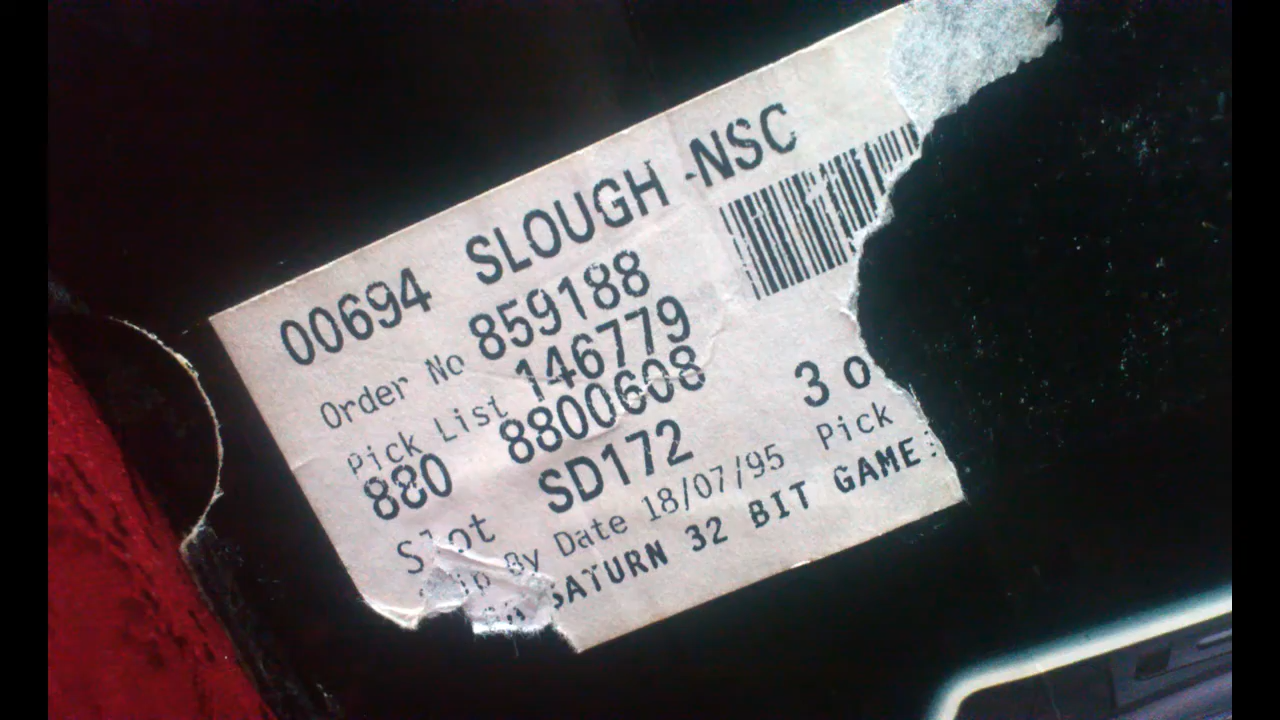 00694 SLOUGH -NSC
Order No 859188
Pick List 146779
880 8800608
3 o
Slot SD172
Pick
By Date 18/07/95
SATURN 32 BIT GAME